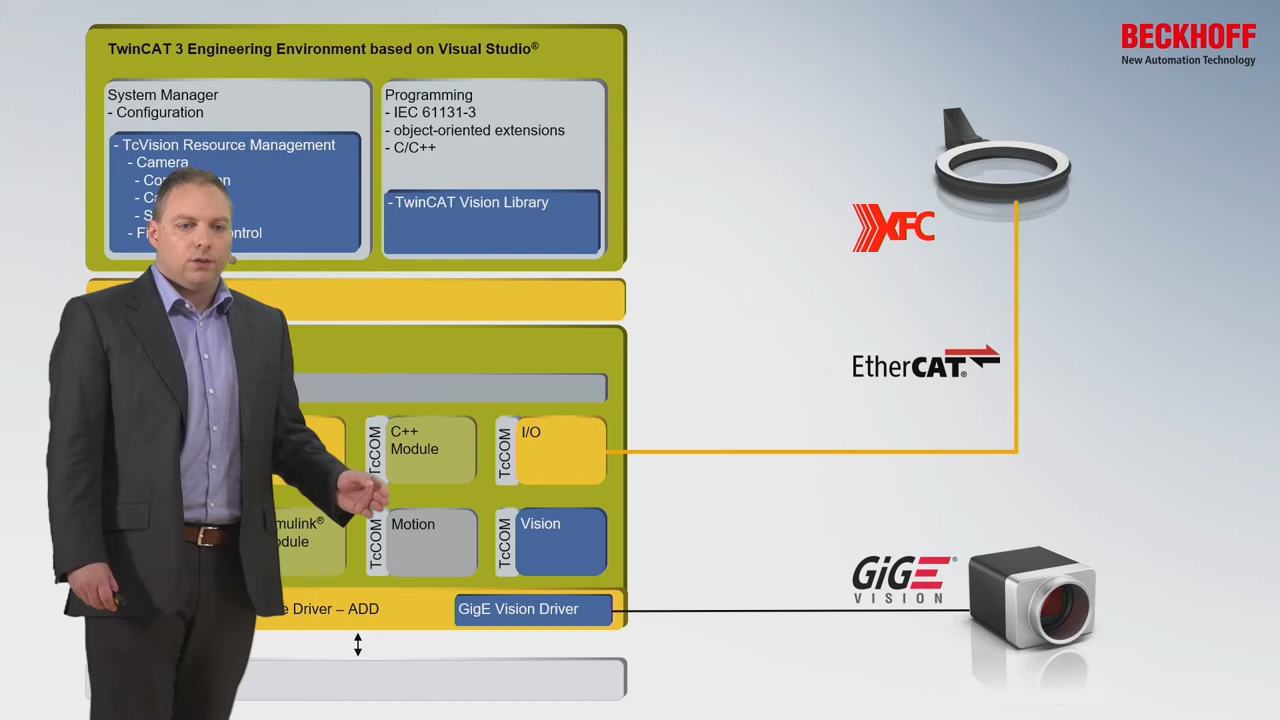 TwinCAT 3 Engineering Environment based on Visual Studio®
System Manager
- Configuration
- TcVision Resource Management
- Camera
Programming
- IEC 61131-3
- object-oriented extensions
- C/C++
- TwinCAT Vision Library
TcCOM
C++
Module
TcCOM
I/O
TcCOM
Motion
TcCOM
Vision
Driver – ADD
GigE Vision Driver
BECKHOFF
New Automation Technology
XFC
EtherCAT®
GiGE®
VISION